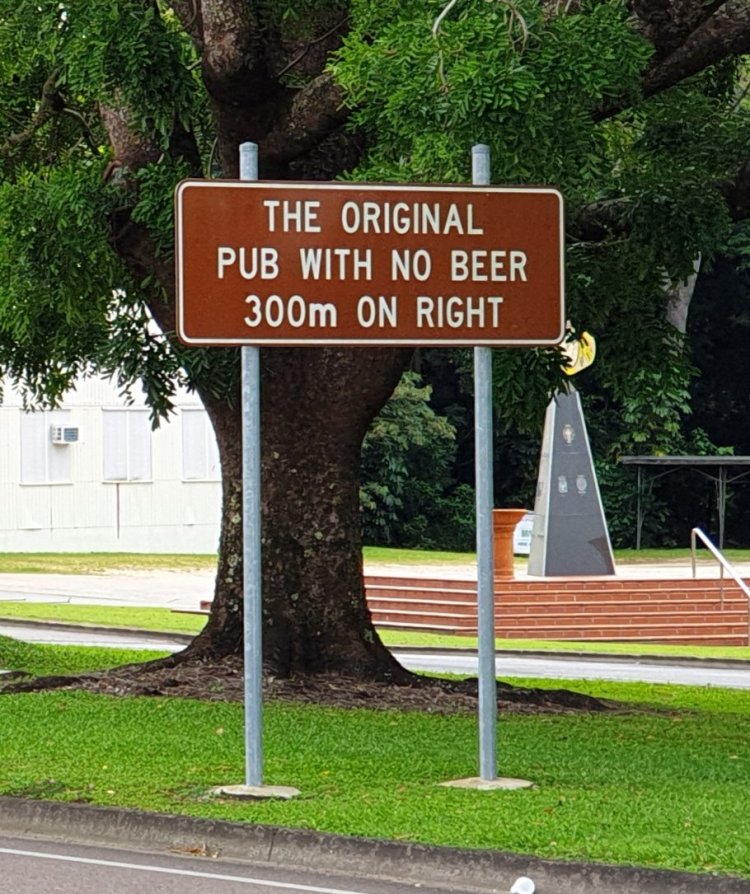 THE ORIGINAL
PUB WITH NO BEER
300m ON RIGHT